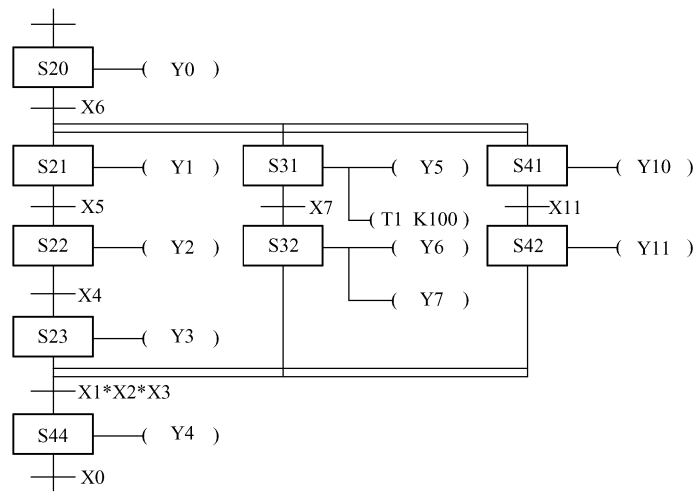 S20 ( Y0 )
X6
S21 ( Y1 ) S31 ( Y5 ) S41 ( Y10 )
X5 X7 X11
( T1 K100 )
S22 ( Y2 ) S32 ( Y6 ) S42 ( Y11 )
X4 ( Y7 )
S23 ( Y3 )
X1*X2*X3
S44 ( Y4 )
X0